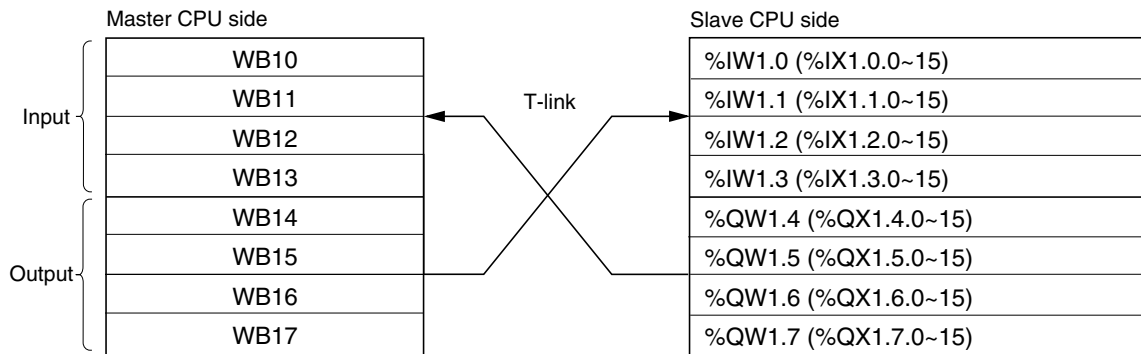 Master CPU side
Slave CPU side
WB10
%IW1.0 (%IX1.0.0~15)
WB11
%IW1.1 (%IX1.1.0~15)
Input
T-link
WB12
%IW1.2 (%IX1.2.0~15)
WB13
%IW1.3 (%IX1.3.0~15)
WB14
%QW1.4 (%QX1.4.0~15)
WB15
%QW1.5 (%QX1.5.0~15)
Output
WB16
%QW1.6 (%QX1.6.0~15)
WB17
%QW1.7 (%QX1.7.0~15)